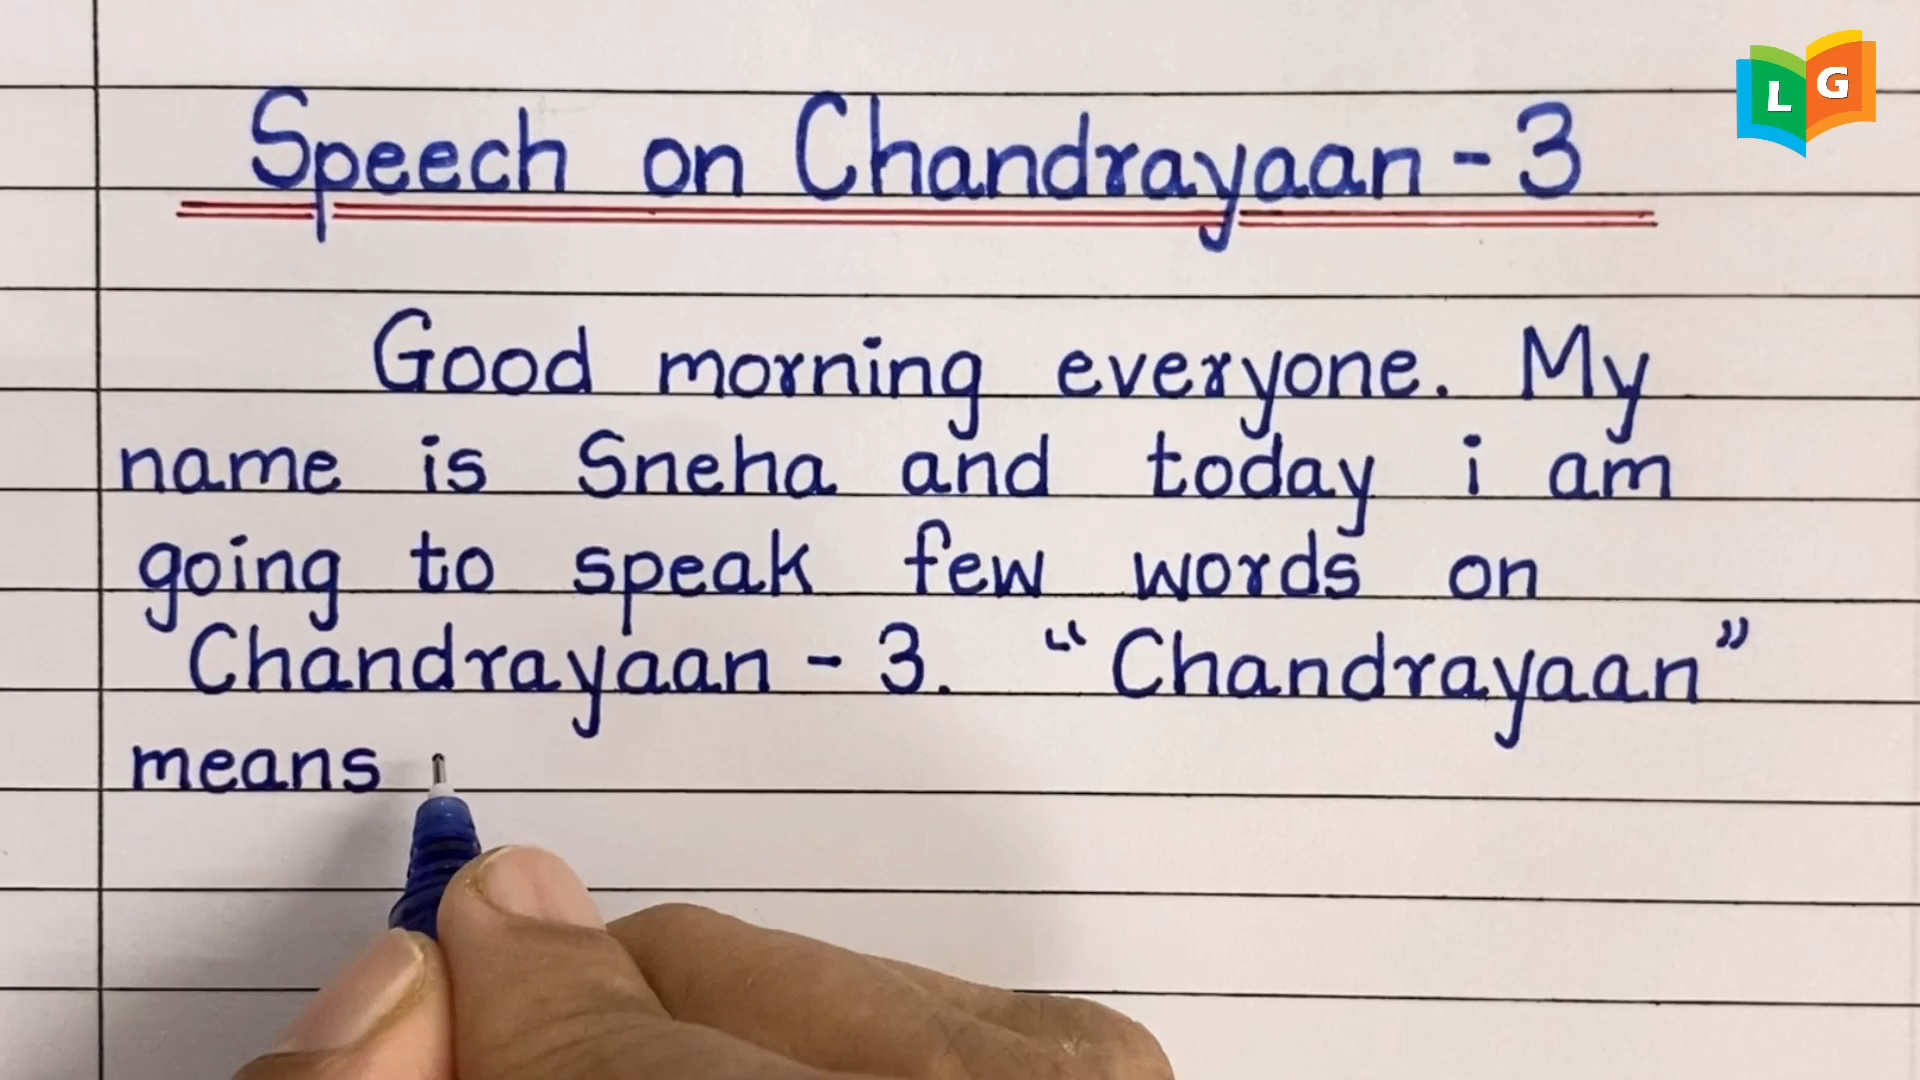 L G
Speech on Chandrayaan - 3
Good morning everyone. My
name is Sneha and today i am
going to speak few words on
Chandrayaan - 3. "Chandrayaan"
means